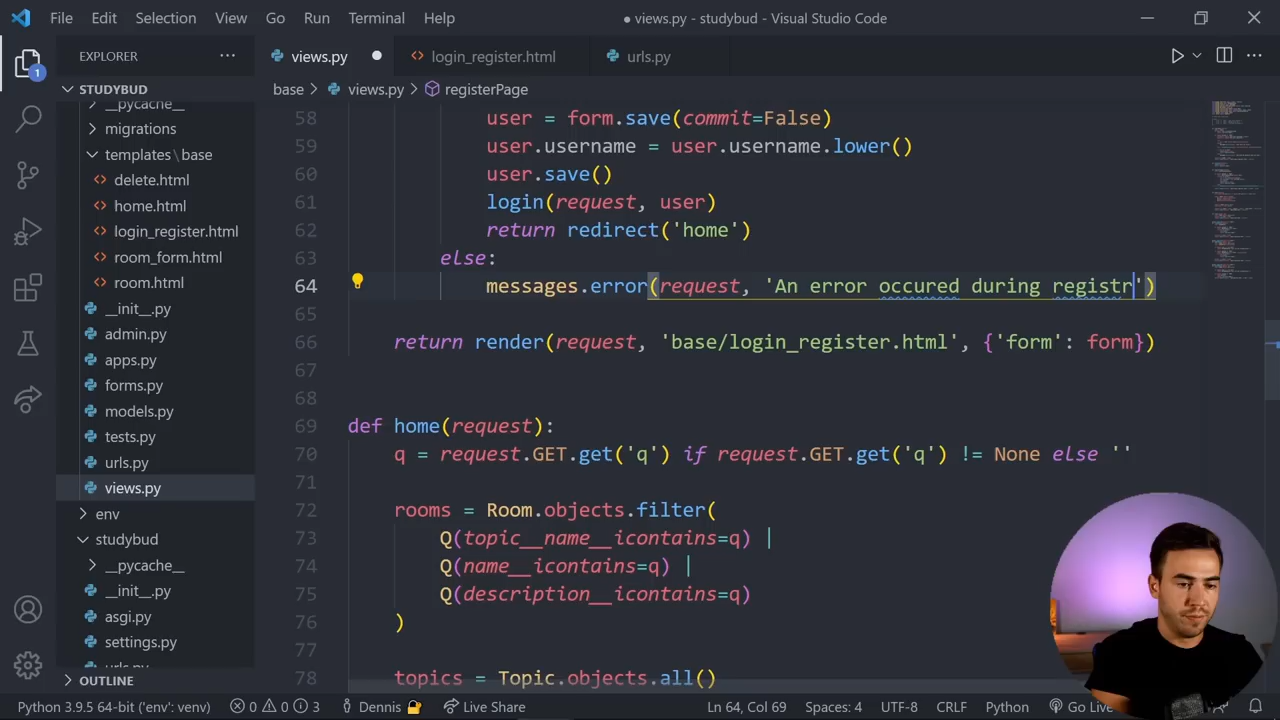 File Edit Selection View Go Run Terminal Help
● views.py - studybud - Visual Studio Code
EXPLORER
views.py
login_register.html
urls.py
1
STUDYBUD
base > views.py > registerPage
__pycache__
migrations
templates\base
delete.html
home.html
login_register.html
room_form.html
room.html
__init__.py
admin.py
apps.py
forms.py
models.py
tests.py
urls.py
views.py
env
studybud
__pycache__
__init__.py
asgi.py
settings.py
urls.py
OUTLINE
58 user = form.save(commit=False)
59 user.username = user.username.lower()
60 user.save()
61 login(request, user)
62 return redirect('home')
63 else:
64 messages.error(request, 'An error occured during registr')
65
66 return render(request, 'base/login_register.html', {'form': form})
67
68
69 def home(request):
70 q = request.GET.get('q') if request.GET.get('q') != None else ''
71
72 rooms = Room.objects.filter(
73 Q(topic__name__icontains=q) |
74 Q(name__icontains=q) |
75 Q(description__icontains=q)
76 )
77
78 topics = Topic.objects.all()
Python 3.9.5 64-bit ('env': venv) 0 0 3 Dennis Live Share Ln 64, Col 69 Spaces: 4 UTF-8 CRLF Python Go Live